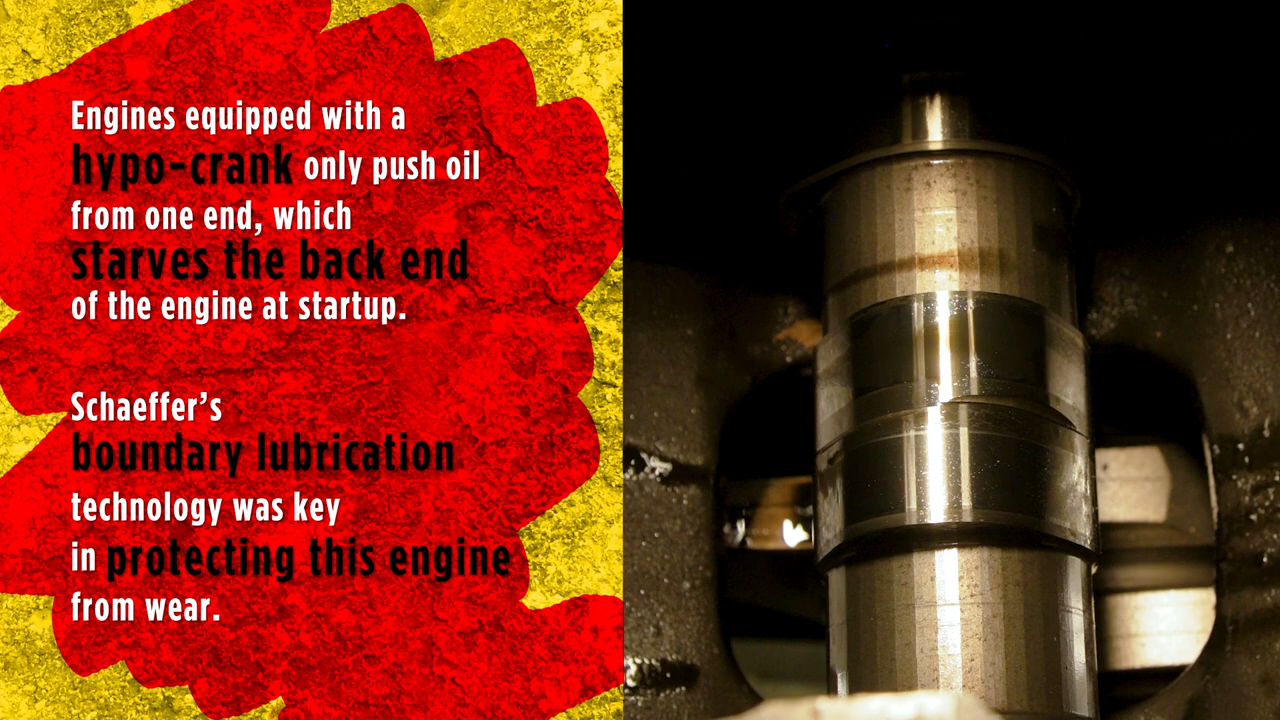 Engines equipped with a
hypo-crank only push oil
from one end, which
starves the back end
of the engine at startup.
Schaeffer’s
boundary lubrication
technology was key
in protecting this engine
from wear.